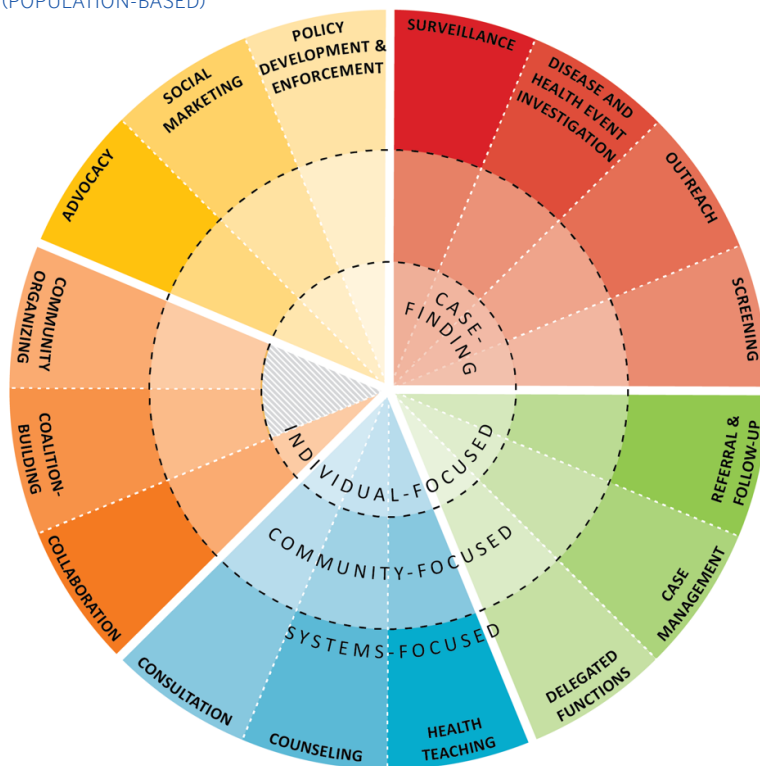 (POPULATION-BASED)
SURVEILLANCE
DISEASE AND
HEALTH EVENT
INVESTIGATION
OUTREACH
SCREENING
REFERRAL &
FOLLOW-UP
CASE
MANAGEMENT
DELEGATED
FUNCTIONS
HEALTH
TEACHING
COUNSELING
CONSULTATION
COLLABORATION
COALITION-
BUILDING
COMMUNITY
ORGANIZING
ADVOCACY
SOCIAL
MARKETING
POLICY
DEVELOPMENT &
ENFORCEMENT
CASE-
FINDING
INDIVIDUAL-FOCUSED
COMMUNITY-FOCUSED
SYSTEMS-FOCUSED